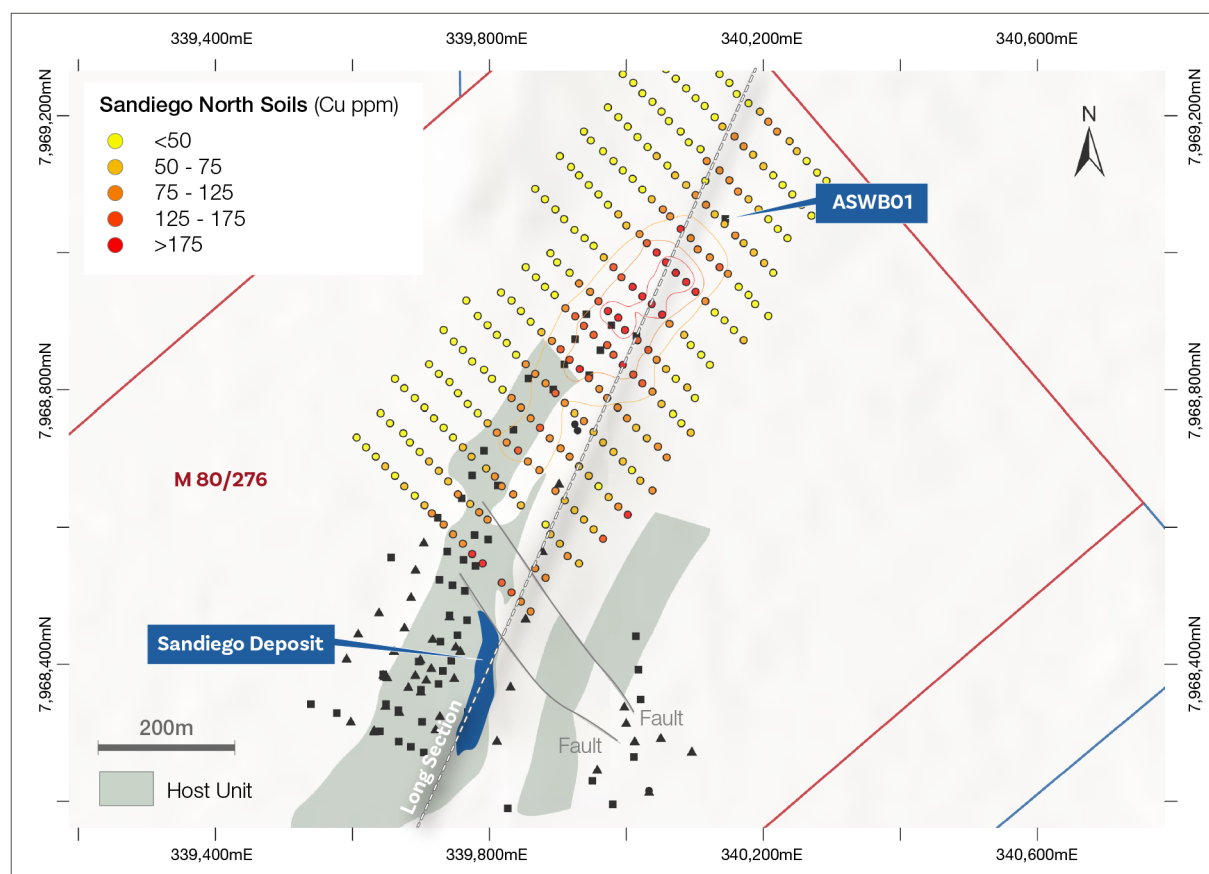 339,400mE
339,800mE
340,200mE
340,600mE
7,969,200mN
7,969,200mN
Sandiego North Soils (Cu ppm)
<50
50 - 75
75 - 125
125 - 175
>175
N
ASWB01
7,968,800mN
7,968,800mN
M 80/276
Sandiego Deposit
7,968,400mN
7,968,400mN
Long Section
Fault
Fault
200m
Host Unit
339,400mE
339,800mE
340,200mE
340,600mE